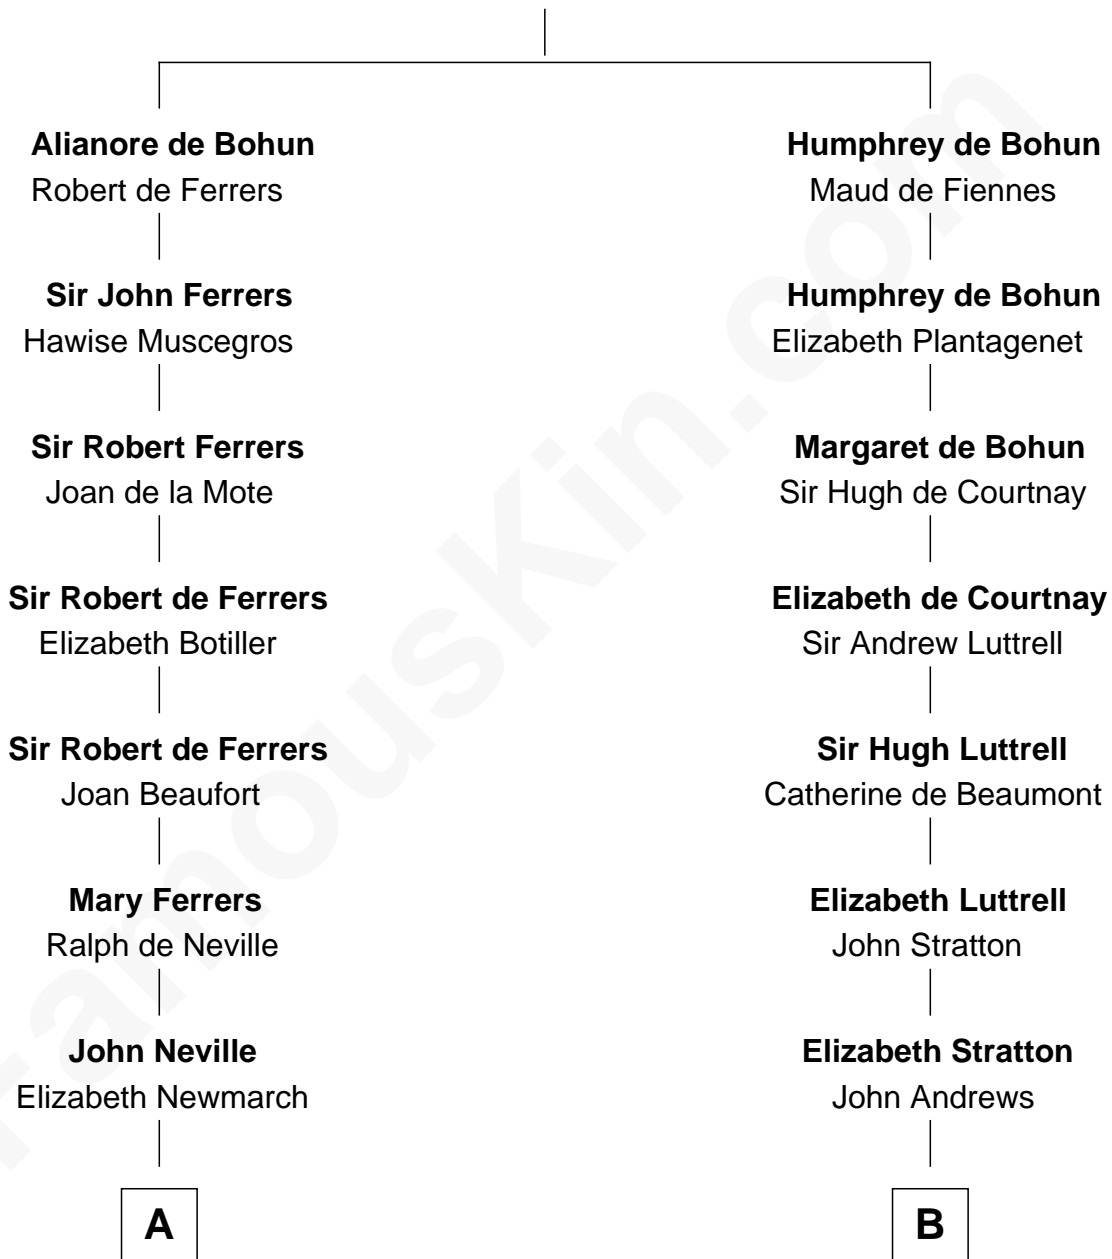 Alianore de Bohun
Robert de Ferrers
Sir John Ferrers
Hawise Muscegros
Sir Robert Ferrers
Joan de la Mote
Sir Robert de Ferrers
Elizabeth Botiller
Sir Robert de Ferrers
Joan Beaufort
Mary Ferrers
Ralph de Neville
John Neville
Elizabeth Newmarch
A
Humphrey de Bohun
Maud de Fiennes
Humphrey de Bohun
Elizabeth Plantagenet
Margaret de Bohun
Sir Hugh de Courtnay
Elizabeth de Courtnay
Sir Andrew Luttrell
Sir Hugh Luttrell
Catherine de Beaumont
Elizabeth Luttrell
John Stratton
Elizabeth Stratton
John Andrews
B
FamousKin.com